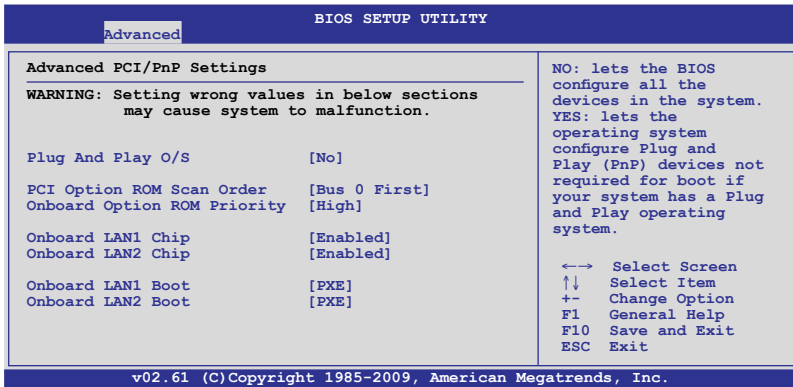 BIOS SETUP UTILITY
Advanced
Advanced PCI/PnP Settings
WARNING: Setting wrong values in below sections
may cause system to malfunction.
Plug And Play O/S [No]
PCI Option ROM Scan Order [Bus 0 First]
Onboard Option ROM Priority [High]
Onboard LAN1 Chip [Enabled]
Onboard LAN2 Chip [Enabled]
Onboard LAN1 Boot [PXE]
Onboard LAN2 Boot [PXE]
NO: lets the BIOS
configure all the
devices in the system.
YES: lets the
operating system
configure Plug and
Play (PnP) devices not
required for boot if
your system has a Plug
and Play operating
system.
←→ Select Screen
↑↓ Select Item
+- Change Option
F1 General Help
F10 Save and Exit
ESC Exit
v02.61 (C)Copyright 1985-2009, American Megatrends, Inc.